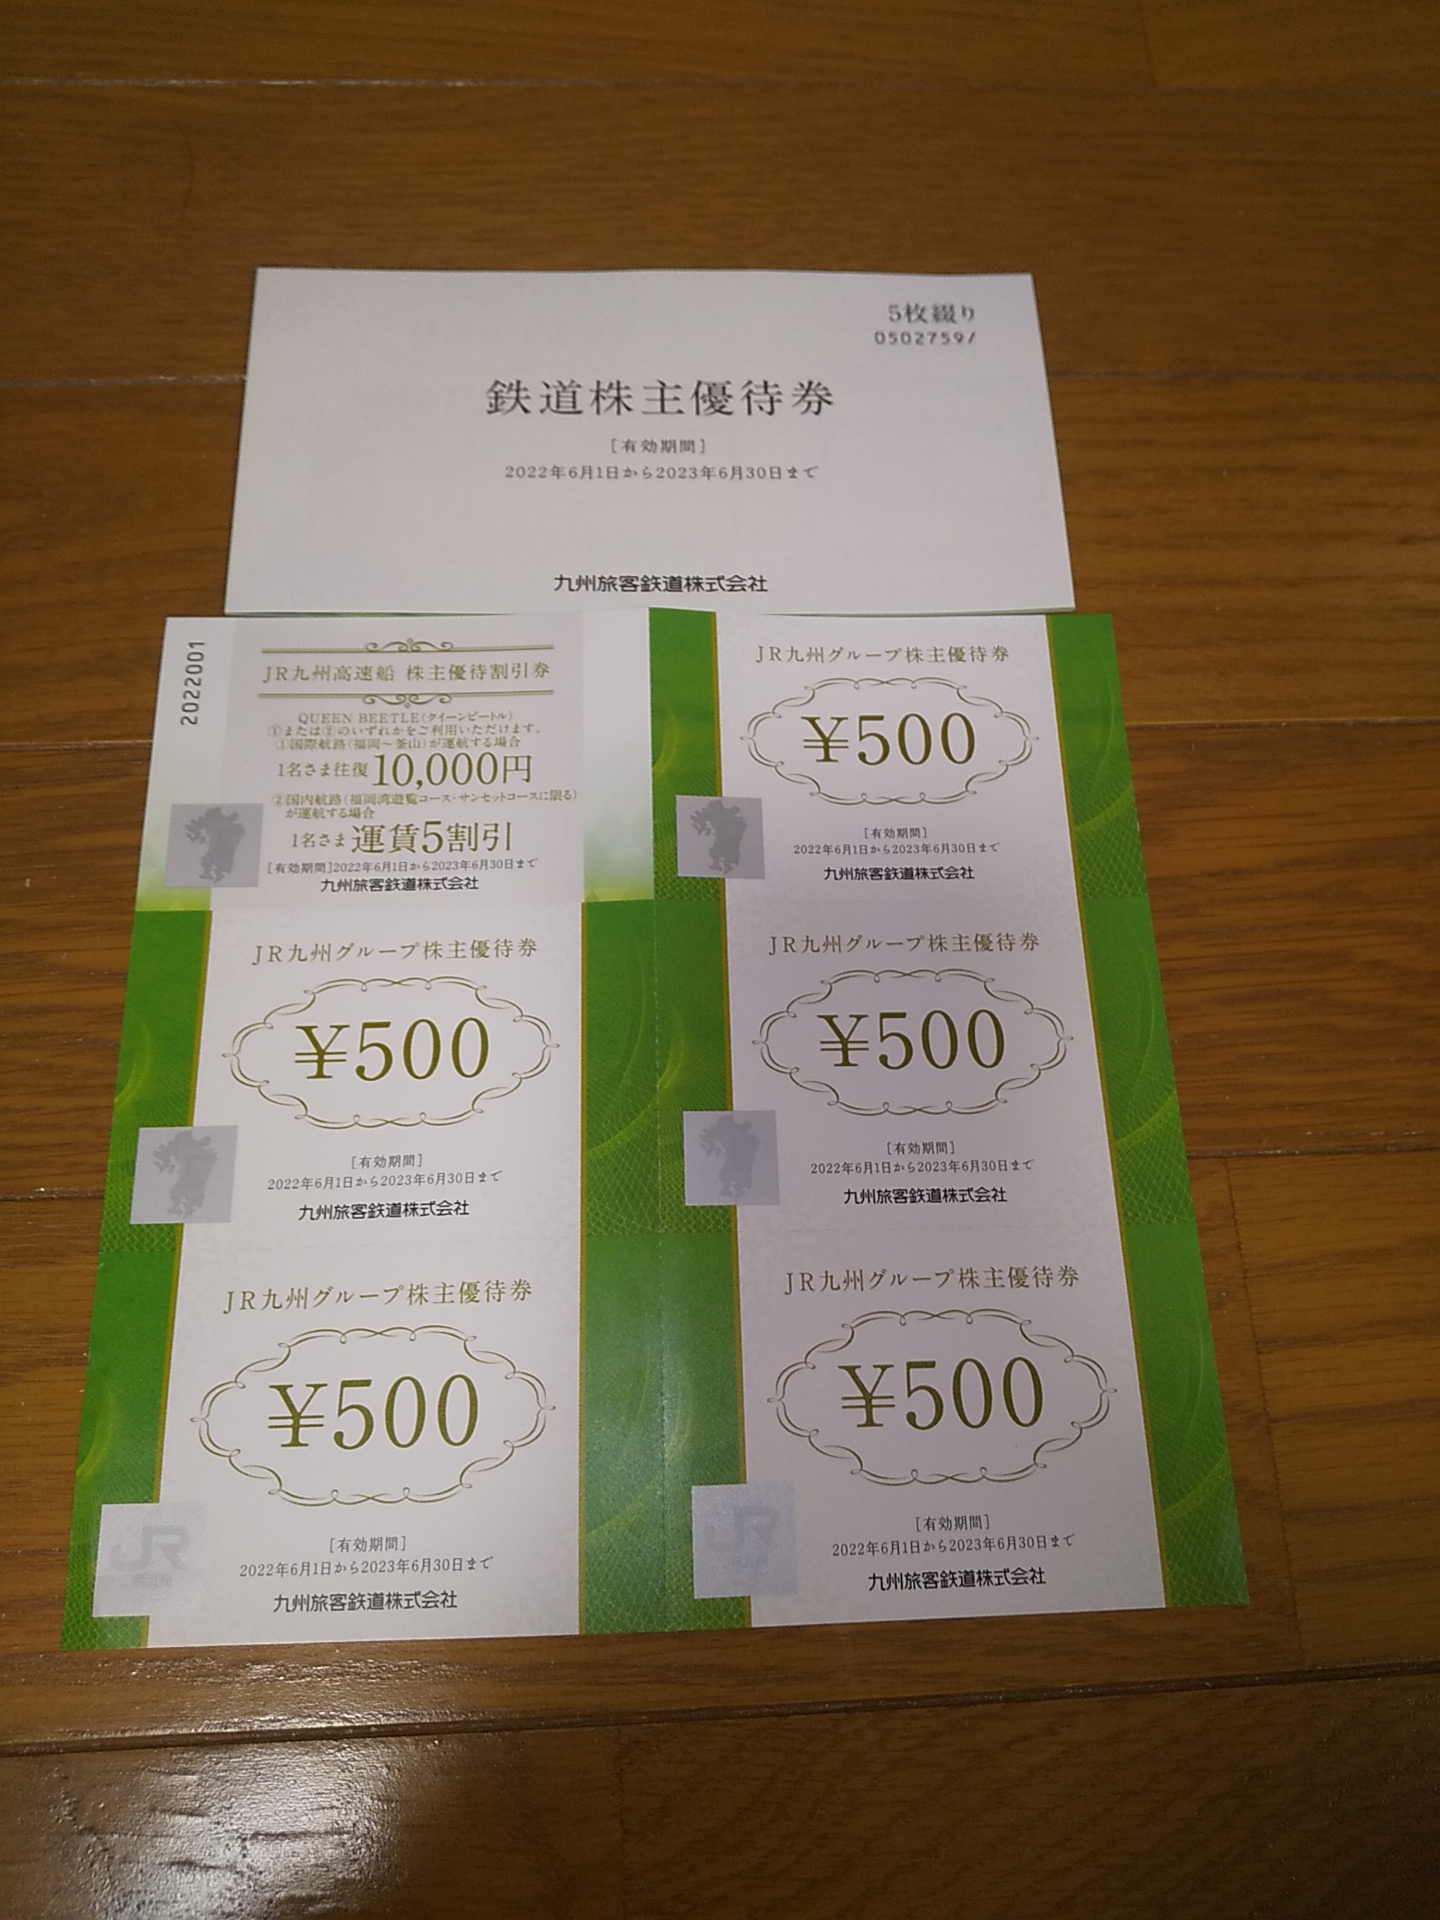 5枚綴り
鉄道株主優待券
[有効期間]
2022年6月1日から2023年6月30日まで
九州旅客鉄道株式会社
2022001
JR九州高速船 株主優待割引券
QUEEN BEETLE(クイーンビートル)
①または②のいずれかをご利用いただけます。
①国際航路(福岡~釜山)が運航する場合
1名さま往復10,000円
②国内航路(福岡湾遊覧コース・サンセットコースに限る)
が運航する場合
1名さま 運賃5割引
[有効期間]2022年6月1日から2023年6月30日まで
九州旅客鉄道株式会社
JR九州グループ株主優待券
¥500
[有効期間]
2022年6月1日から2023年6月30日まで
九州旅客鉄道株式会社
JR九州グループ株主優待券
¥500
[有効期間]
2022年6月1日から2023年6月30日まで
九州旅客鉄道株式会社
JR九州グループ株主優待券
¥500
[有効期間]
2022年6月1日から2023年6月30日まで
九州旅客鉄道株式会社
JR九州グループ株主優待券
¥500
JR
[有効期間]
2022年6月1日から2023年6月30日まで
九州旅客鉄道株式会社
JR九州グループ株主優待券
¥500
JR
[有効期間]
2022年6月1日から2023年6月30日まで
九州旅客鉄道株式会社